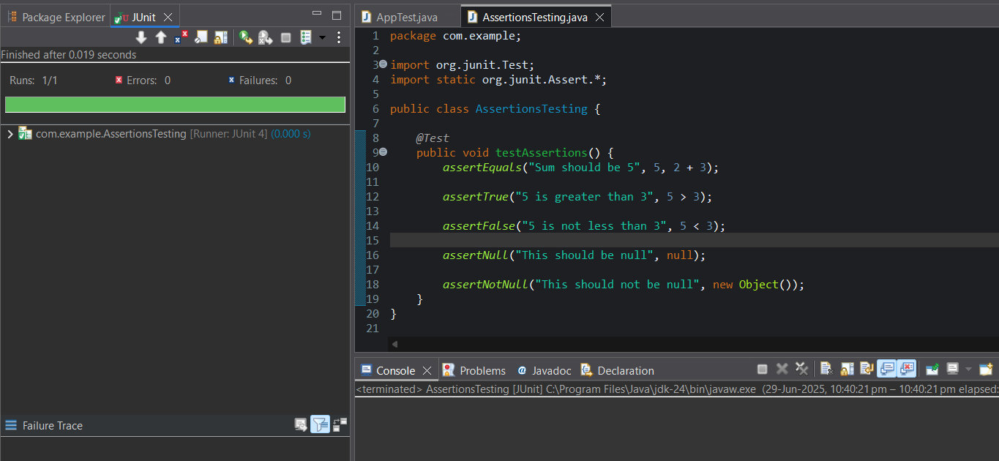 Package Explorer JUnit
Finished after 0.019 seconds
Runs: 1/1 Errors: 0 Failures: 0
com.example.AssertionsTesting [Runner: JUnit 4] (0.000 s)
Failure Trace
AppTest.java AssertionsTesting.java
1 package com.example;
2
3 import org.junit.Test;
4 import static org.junit.Assert.*;
5
6 public class AssertionsTesting {
7
8 @Test
9 public void testAssertions() {
10 assertEquals("Sum should be 5", 5, 2 + 3);
11
12 assertTrue("5 is greater than 3", 5 > 3);
13
14 assertFalse("5 is not less than 3", 5 < 3);
15
16 assertNull("This should be null", null);
17
18 assertNotNull("This should not be null", new Object());
19 }
20 }
21
Console Problems @ Javadoc Declaration
<terminated> AssertionsTesting [JUnit] C:\Program Files\Java\jdk-24\bin\javaw.exe (29-Jun-2025, 10:40:21 pm – 10:40:21 pm elapsed: